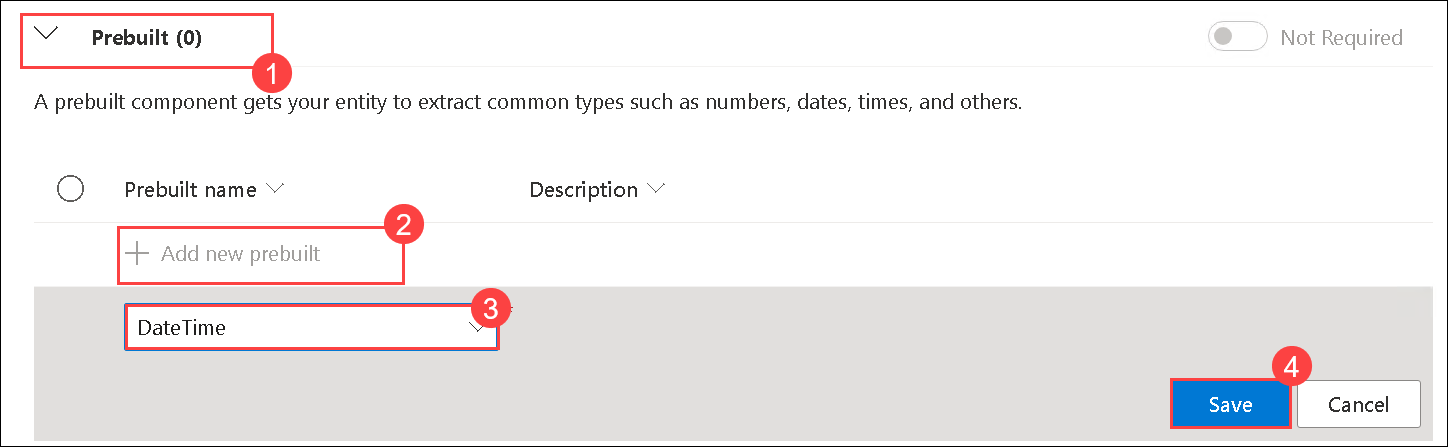 Prebuilt (0)
Not Required
1
A prebuilt component gets your entity to extract common types such as numbers, dates, times, and others.
Prebuilt name
Description
2
Add new prebuilt
3
DateTime
*
4
Save
Cancel